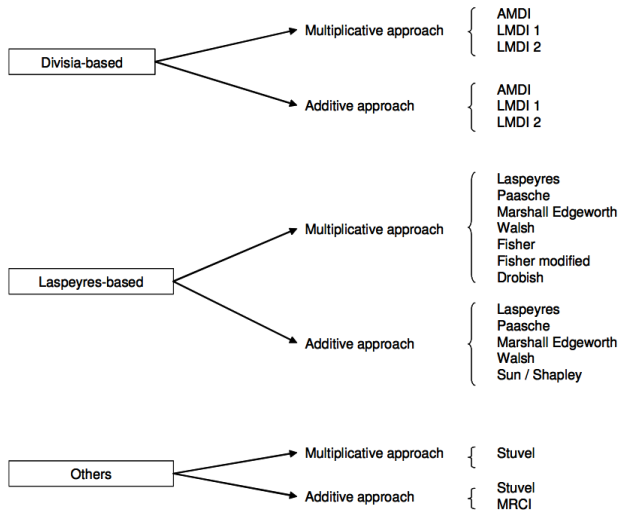 Divisia-based
Multiplicative approach
AMDI
LMDI 1
LMDI 2
Additive approach
AMDI
LMDI 1
LMDI 2
Laspeyres-based
Multiplicative approach
Laspeyres
Paasche
Marshall Edgeworth
Walsh
Fisher
Fisher modified
Drobish
Additive approach
Laspeyres
Paasche
Marshall Edgeworth
Walsh
Sun / Shapley
Others
Multiplicative approach
Stuvel
Additive approach
Stuvel
MRCI